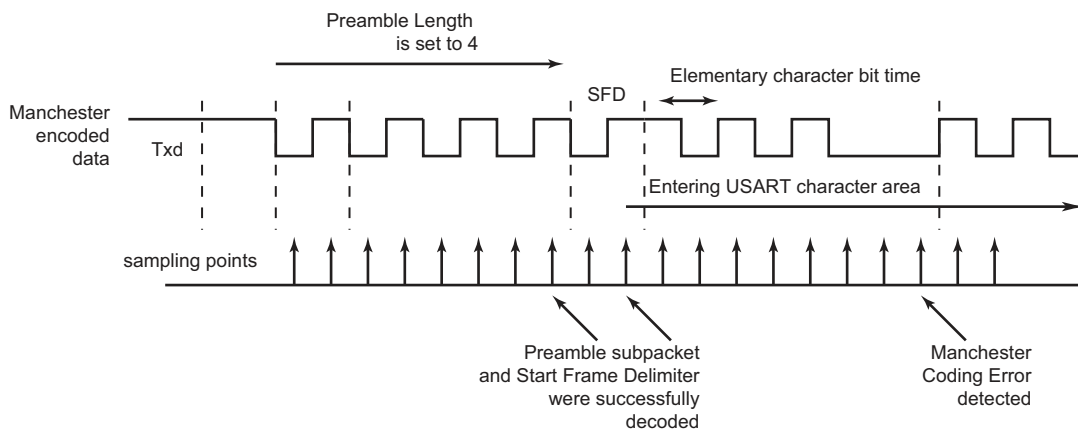 Preamble Length
is set to 4
Elementary character bit time
SFD
Manchester
encoded
data
Txd
Entering USART character area
sampling points
Preamble subpacket
and Start Frame Delimiter
were successfully
decoded
Manchester
Coding Error
detected